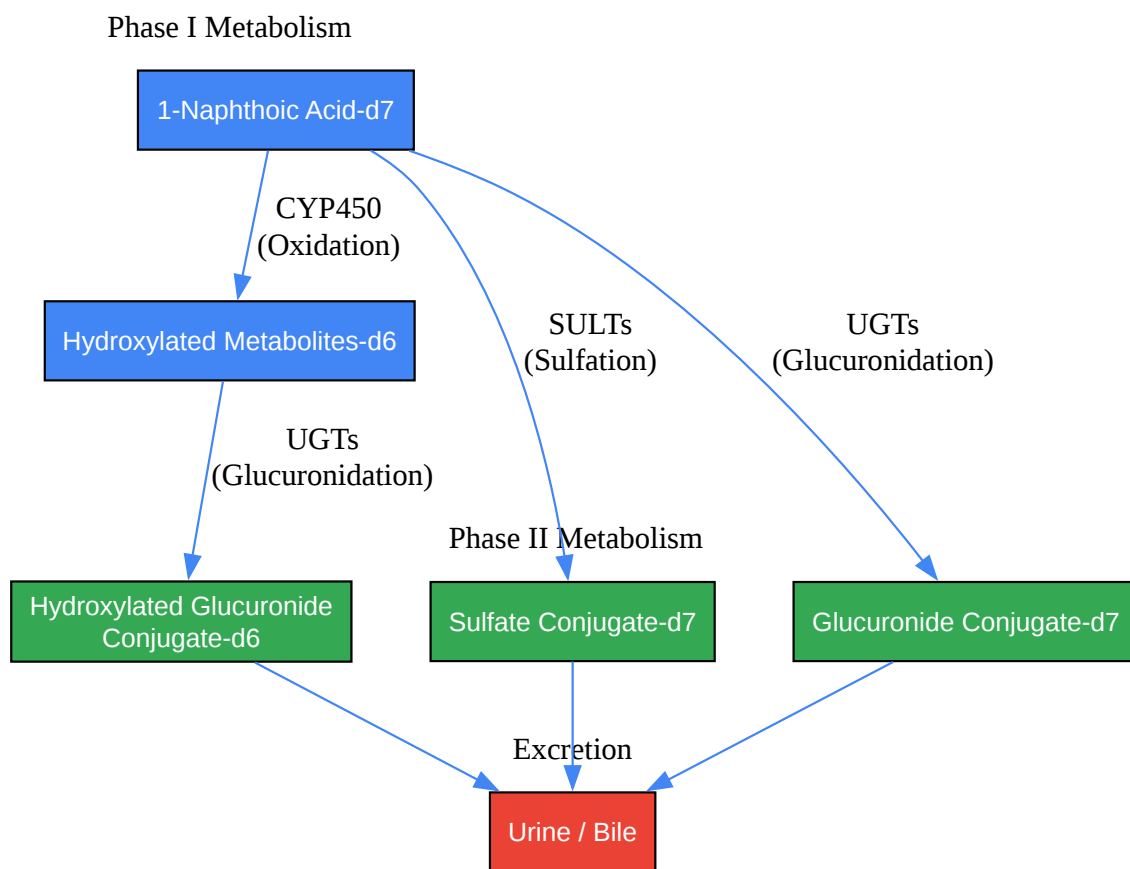 Phase I Metabolism
1-Naphthoic Acid-d7
CYP450
(Oxidation)
Hydroxylated Metabolites-d6
SULTs
(Sulfation)
UGTs
(Glucuronidation)
UGTs
(Glucuronidation)
Phase II Metabolism
Hydroxylated Glucuronide
Conjugate-d6
Sulfate Conjugate-d7
Glucuronide Conjugate-d7
Excretion
Urine / Bile